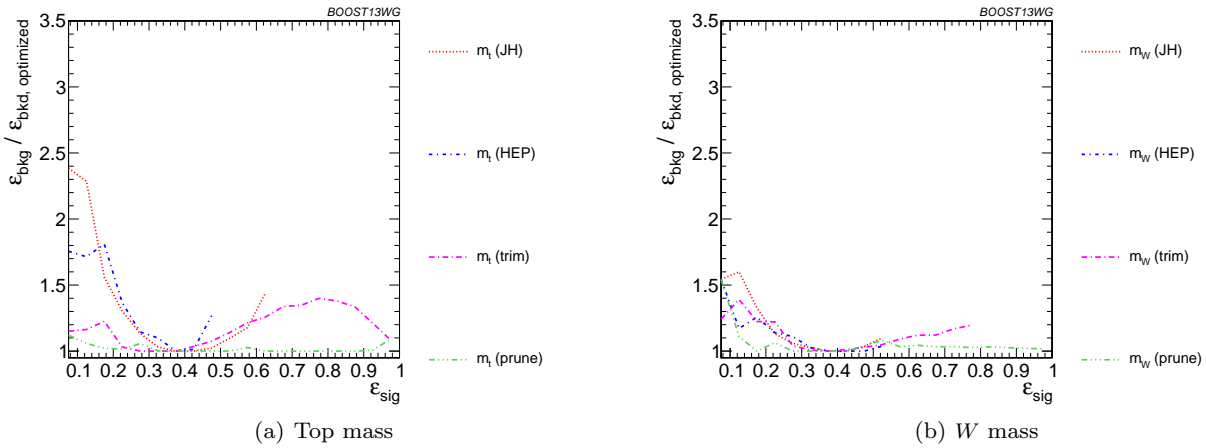 BOOST13WG
ε_bkg / ε_bkd, optimized
3.5
3
2.5
2
1.5
1
0.1 0.2 0.3 0.4 0.5 0.6 0.7 0.8 0.9 1
ε_sig
m_t (JH)
m_t (HEP)
m_t (trim)
m_t (prune)
(a) Top mass
BOOST13WG
ε_bkg / ε_bkd, optimized
3.5
3
2.5
2
1.5
1
0.1 0.2 0.3 0.4 0.5 0.6 0.7 0.8 0.9 1
ε_sig
m_W (JH)
m_W (HEP)
m_W (trim)
m_W (prune)
(b) W mass